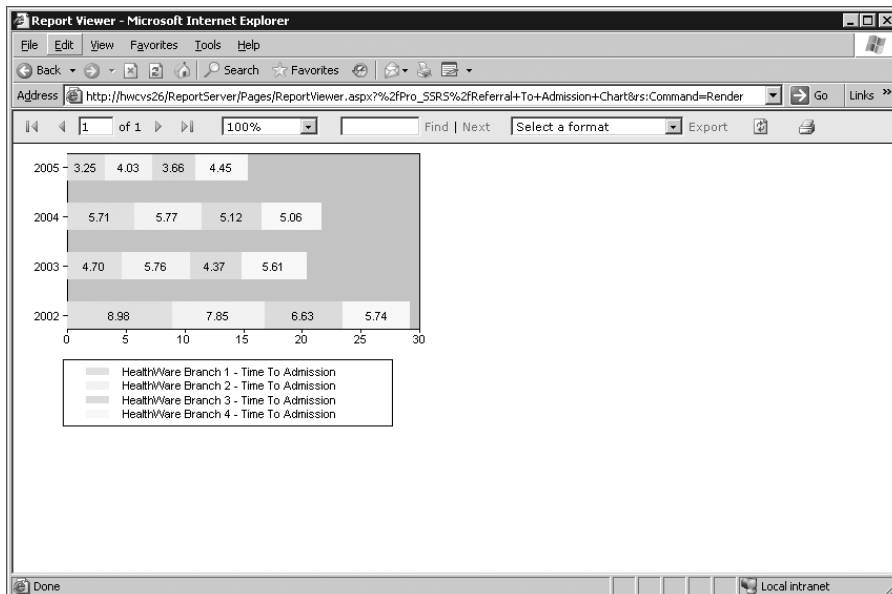 Report Viewer - Microsoft Internet Explorer
File Edit View Favorites Tools Help
Back Search Favorites
Address http://hwcvs26/ReportServer/Pages/ReportViewer.aspx?%2fPro_SSRS%2fReferral+To+Admission+Chart&rs:Command=Render Go Links »
1 of 1 100% Find | Next Select a format Export
2005 3.25 4.03 3.66 4.45
2004 5.71 5.77 5.12 5.06
2003 4.70 5.76 4.37 5.61
2002 8.98 7.85 6.63 5.74
0 5 10 15 20 25 30
HealthWare Branch 1 - Time To Admission
HealthWare Branch 2 - Time To Admission
HealthWare Branch 3 - Time To Admission
HealthWare Branch 4 - Time To Admission
Done Local intranet